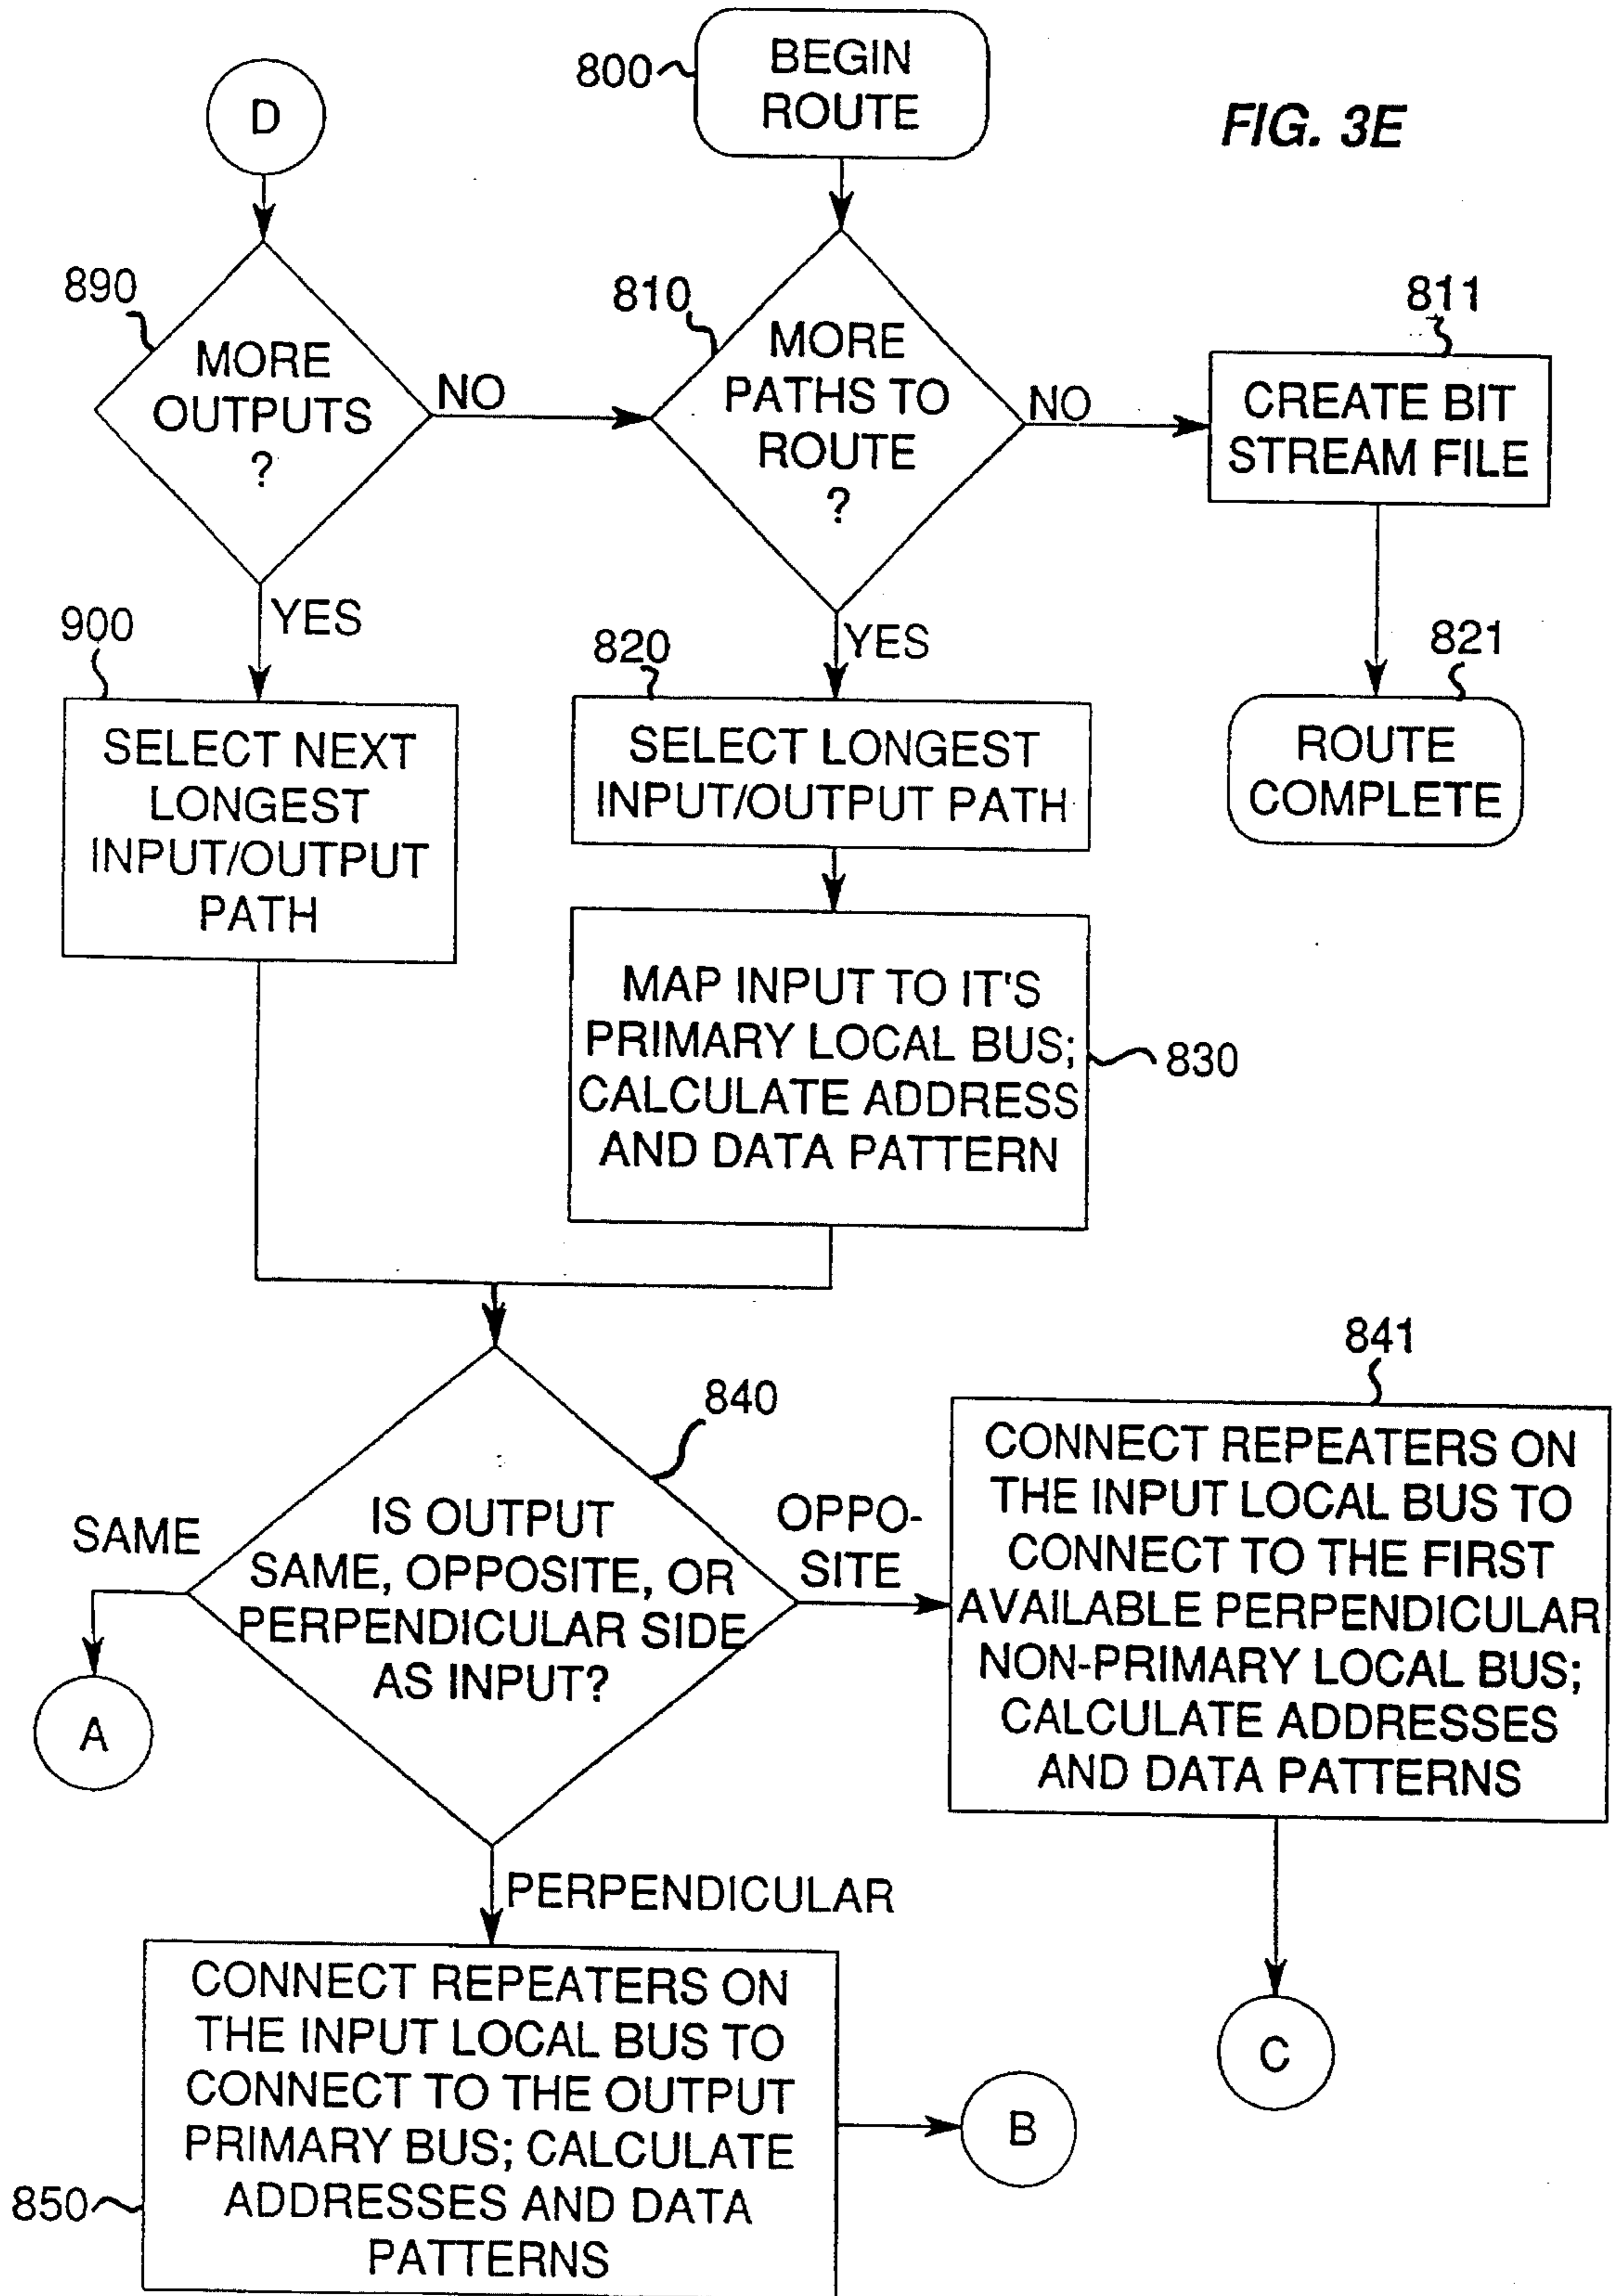 800
BEGIN
ROUTE
FIG. 3E
D
890
MORE
OUTPUTS
?
NO
810
MORE
PATHS TO
ROUTE
?
NO
811
CREATE BIT
STREAM FILE
YES
900
SELECT NEXT
LONGEST
INPUT/OUTPUT
PATH
YES
820
SELECT LONGEST
INPUT/OUTPUT PATH
821
ROUTE
COMPLETE
MAP INPUT TO IT'S
PRIMARY LOCAL BUS;
CALCULATE ADDRESS
AND DATA PATTERN
830
840
IS OUTPUT
SAME, OPPOSITE, OR
PERPENDICULAR SIDE
AS INPUT?
SAME
A
OPPO-
SITE
841
CONNECT REPEATERS ON
THE INPUT LOCAL BUS TO
CONNECT TO THE FIRST
AVAILABLE PERPENDICULAR
NON-PRIMARY LOCAL BUS;
CALCULATE ADDRESSES
AND DATA PATTERNS
C
PERPENDICULAR
CONNECT REPEATERS ON
THE INPUT LOCAL BUS TO
CONNECT TO THE OUTPUT
PRIMARY BUS; CALCULATE
ADDRESSES AND DATA
PATTERNS
850
B